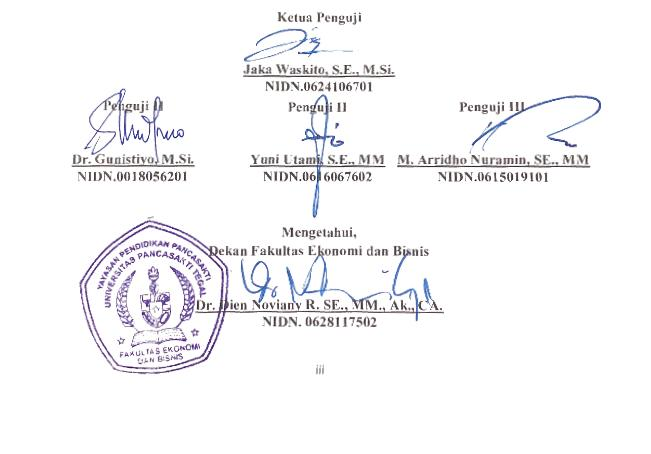 Ketua Penguji
Jaka Waskito, S.E., M.Si.
NIDN.0624106701
Penguji II Penguji II Penguji III
Dr. Gunistiyo, M.Si. Yuni Utami, S.E., MM M. Arridho Nuramin, SE., MM
NIDN.0018056201 NIDN.0616067602 NIDN.0615019101
Mengetahui,
Dekan Fakultas Ekonomi dan Bisnis
YAYASAN PENDIDIKAN PANCASAKTI
UNIVERSITAS PANCASAKTI TEGAL
FAKULTAS EKONOMI
DAN BISNIS
Dr. Dien Noviany R. SE., MM., Ak., CA.
NIDN. 0628117502
iii